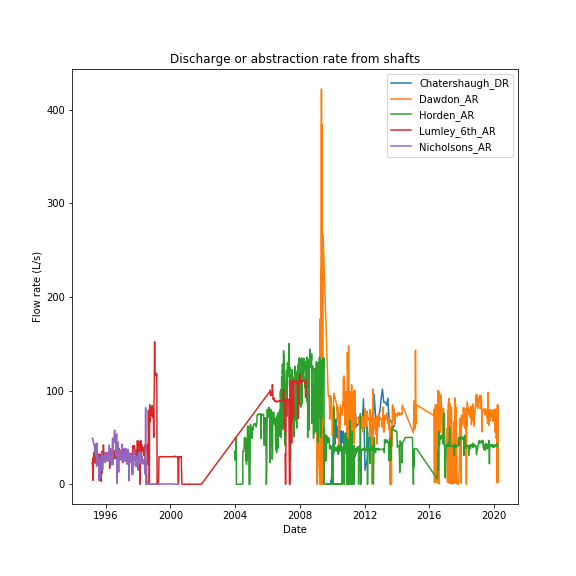 Discharge or abstraction rate from shafts
Chatershaugh_DR
Dawdon_AR
Horden_AR
Lumley_6th_AR
Nicholsons_AR
400
300
200
100
0
Flow rate (L/s)
1996 2000 2004 2008 2012 2016 2020
Date